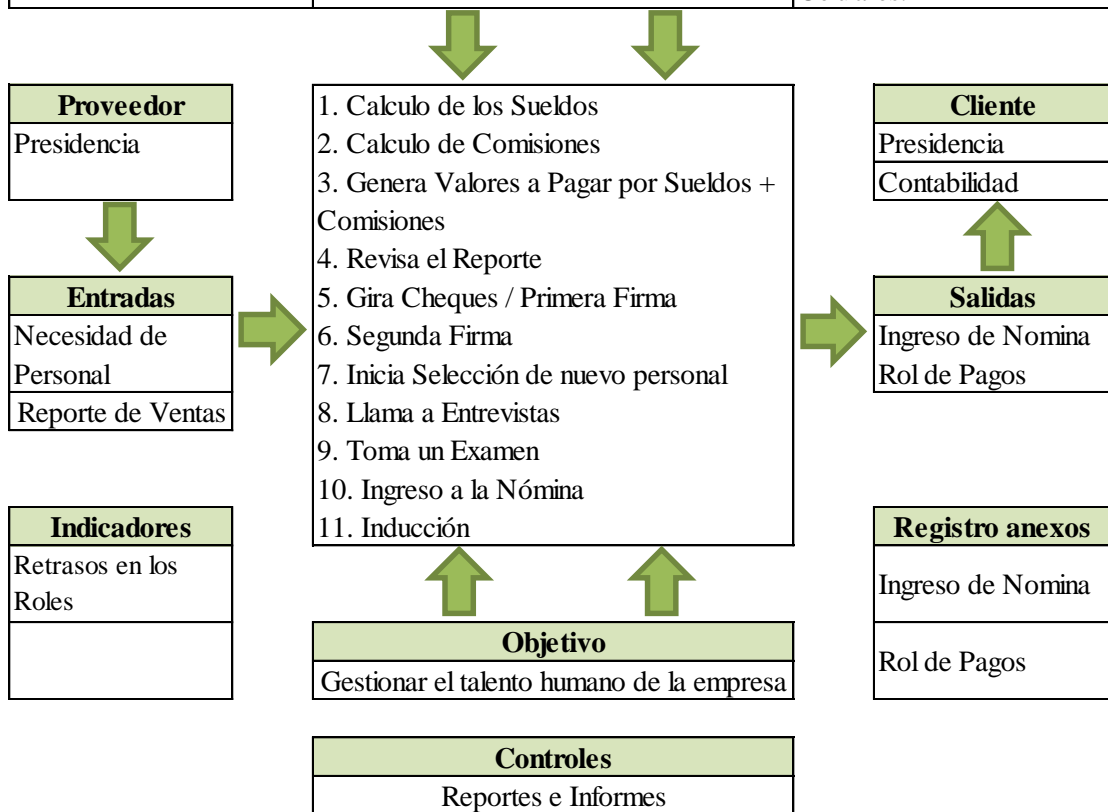 Proveedor
Presidencia
Entradas
Necesidad de
Personal
Reporte de Ventas
Indicadores
Retrasos en los
Roles
1. Calculo de los Sueldos
2. Calculo de Comisiones
3. Genera Valores a Pagar por Sueldos +
Comisiones
4. Revisa el Reporte
5. Gira Cheques / Primera Firma
6. Segunda Firma
7. Inicia Selección de nuevo personal
8. Llama a Entrevistas
9. Toma un Examen
10. Ingreso a la Nómina
11. Inducción
Objetivo
Gestionar el talento humano de la empresa
Controles
Reportes e Informes
Cliente
Presidencia
Contabilidad
Salidas
Ingreso de Nomina
Rol de Pagos
Registro anexos
Ingreso de Nomina
Rol de Pagos